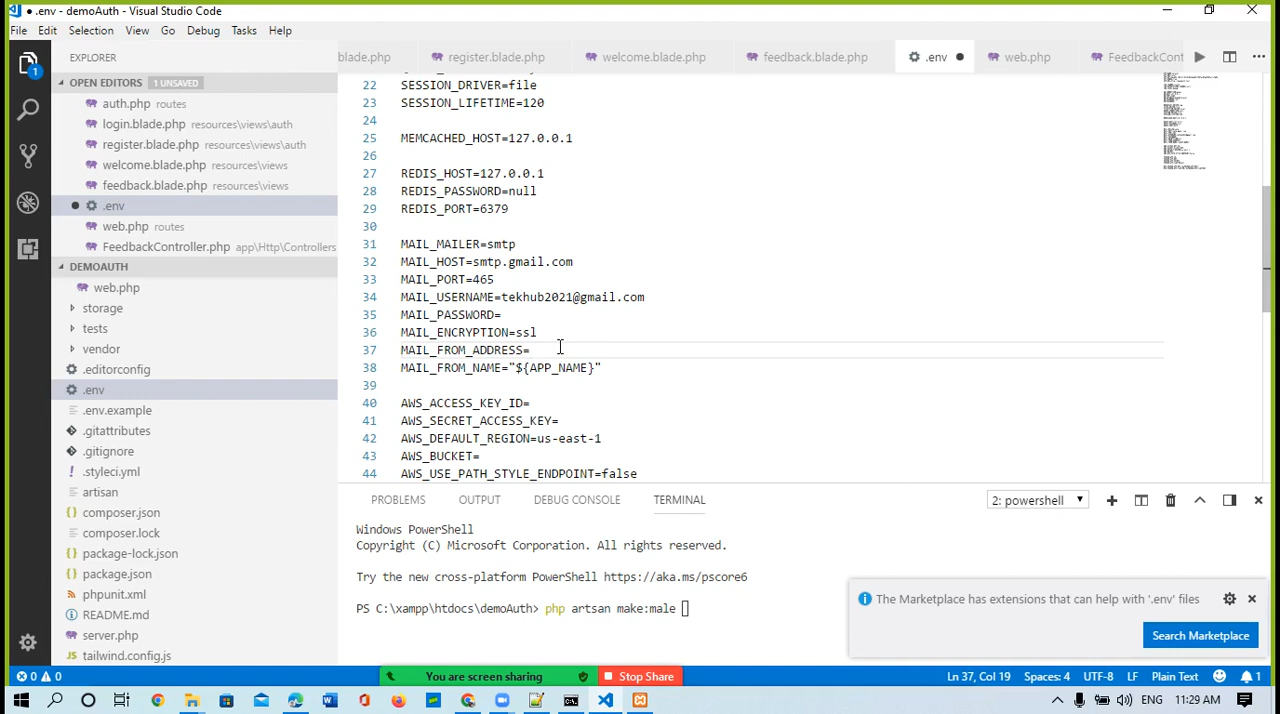 .env - demoAuth - Visual Studio Code
File Edit Selection View Go Debug Tasks Help
EXPLORER
blade.php register.blade.php welcome.blade.php feedback.blade.php .env web.php FeedbackCont
OPEN EDITORS 1 UNSAVED
auth.php routes
login.blade.php resources\views\auth
register.blade.php resources\views\auth
welcome.blade.php resources\views
feedback.blade.php resources\views
.env
web.php routes
FeedbackController.php app\Http\Controllers
DEMOAUTH
web.php
storage
tests
vendor
.editorconfig
.env
.env.example
.gitattributes
.gitignore
.styleci.yml
artisan
composer.json
composer.lock
package-lock.json
package.json
phpunit.xml
README.md
server.php
tailwind.config.js
22 SESSION_DRIVER=file
23 SESSION_LIFETIME=120
24
25 MEMCACHED_HOST=127.0.0.1
26
27 REDIS_HOST=127.0.0.1
28 REDIS_PASSWORD=null
29 REDIS_PORT=6379
30
31 MAIL_MAILER=smtp
32 MAIL_HOST=smtp.gmail.com
33 MAIL_PORT=465
34 MAIL_USERNAME=tekhub2021@gmail.com
35 MAIL_PASSWORD=
36 MAIL_ENCRYPTION=ssl
37 MAIL_FROM_ADDRESS=
38 MAIL_FROM_NAME="${APP_NAME}"
39
40 AWS_ACCESS_KEY_ID=
41 AWS_SECRET_ACCESS_KEY=
42 AWS_DEFAULT_REGION=us-east-1
43 AWS_BUCKET=
44 AWS_USE_PATH_STYLE_ENDPOINT=false
PROBLEMS OUTPUT DEBUG CONSOLE TERMINAL 2: powershell
Windows PowerShell
Copyright (C) Microsoft Corporation. All rights reserved.
Try the new cross-platform PowerShell https://aka.ms/pscore6
PS C:\xampp\htdocs\demoAuth> php artsan make:male
The Marketplace has extensions that can help with '.env' files
Search Marketplace
0 0 You are screen sharing Stop Share Ln 37, Col 19 Spaces: 4 UTF-8 LF Plain Text 1
ENG 11:29 AM